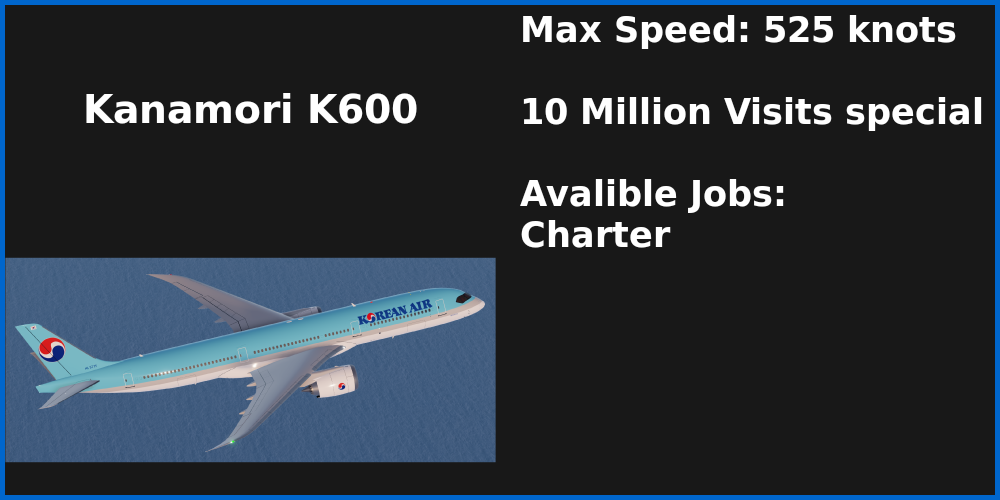 Kanamori K600
Max Speed: 525 knots
10 Million Visits special
Avalible Jobs:
Charter
KOREAN AIR